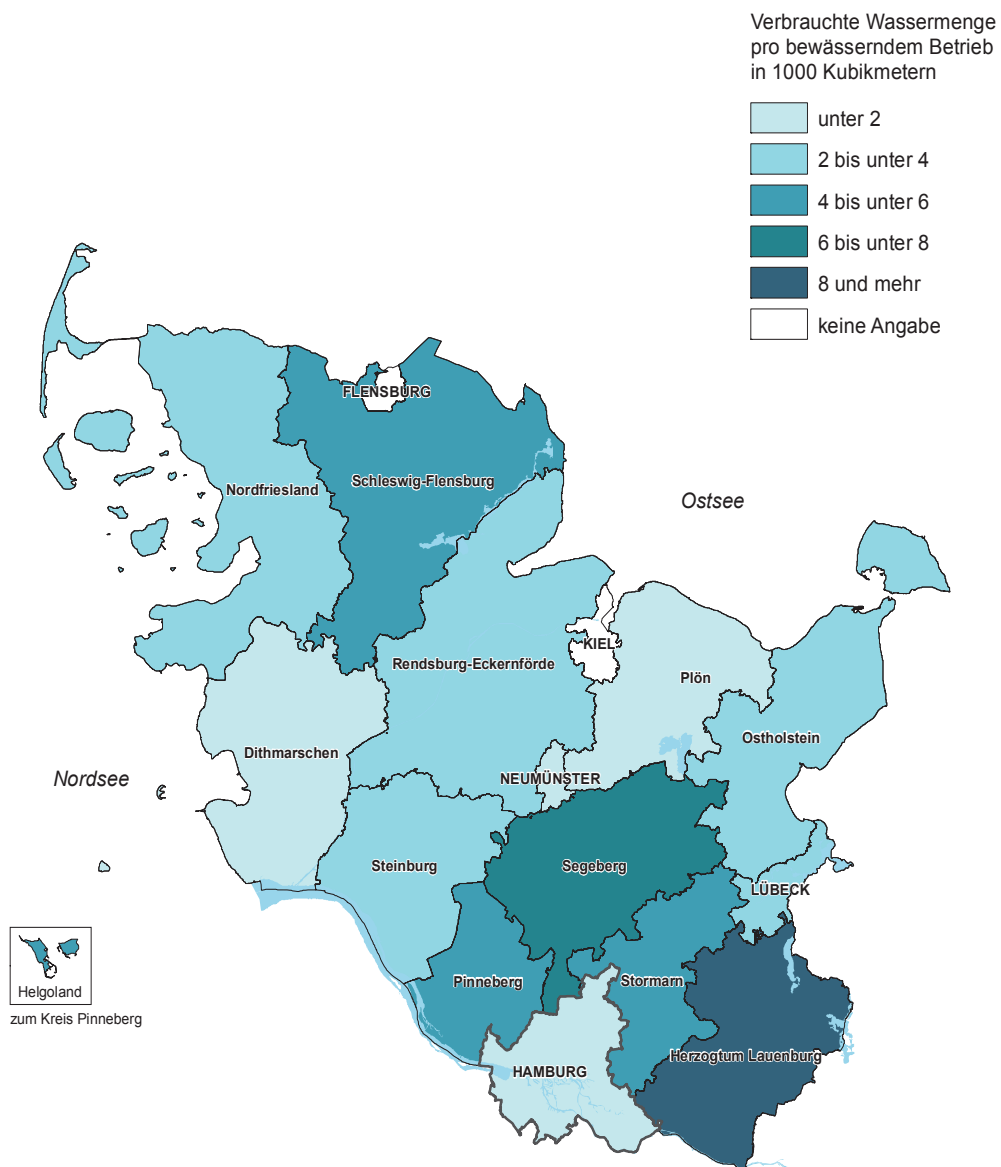 Verbrauchte Wassermenge
pro bewässerndem Betrieb
in 1000 Kubikmetern
unter 2
2 bis unter 4
4 bis unter 6
6 bis unter 8
8 und mehr
keine Angabe
FLENSBURG
Schleswig-Flensburg
Nordfriesland
Ostsee
KIEL
Rendsburg-Eckernförde
Plön
Ostholstein
Dithmarschen
Nordsee
NEUMÜNSTER
Steinburg
Segeberg
LÜBECK
Pinneberg
Stormarn
Helgoland
zum Kreis Pinneberg
Herzogtum Lauenburg
HAMBURG